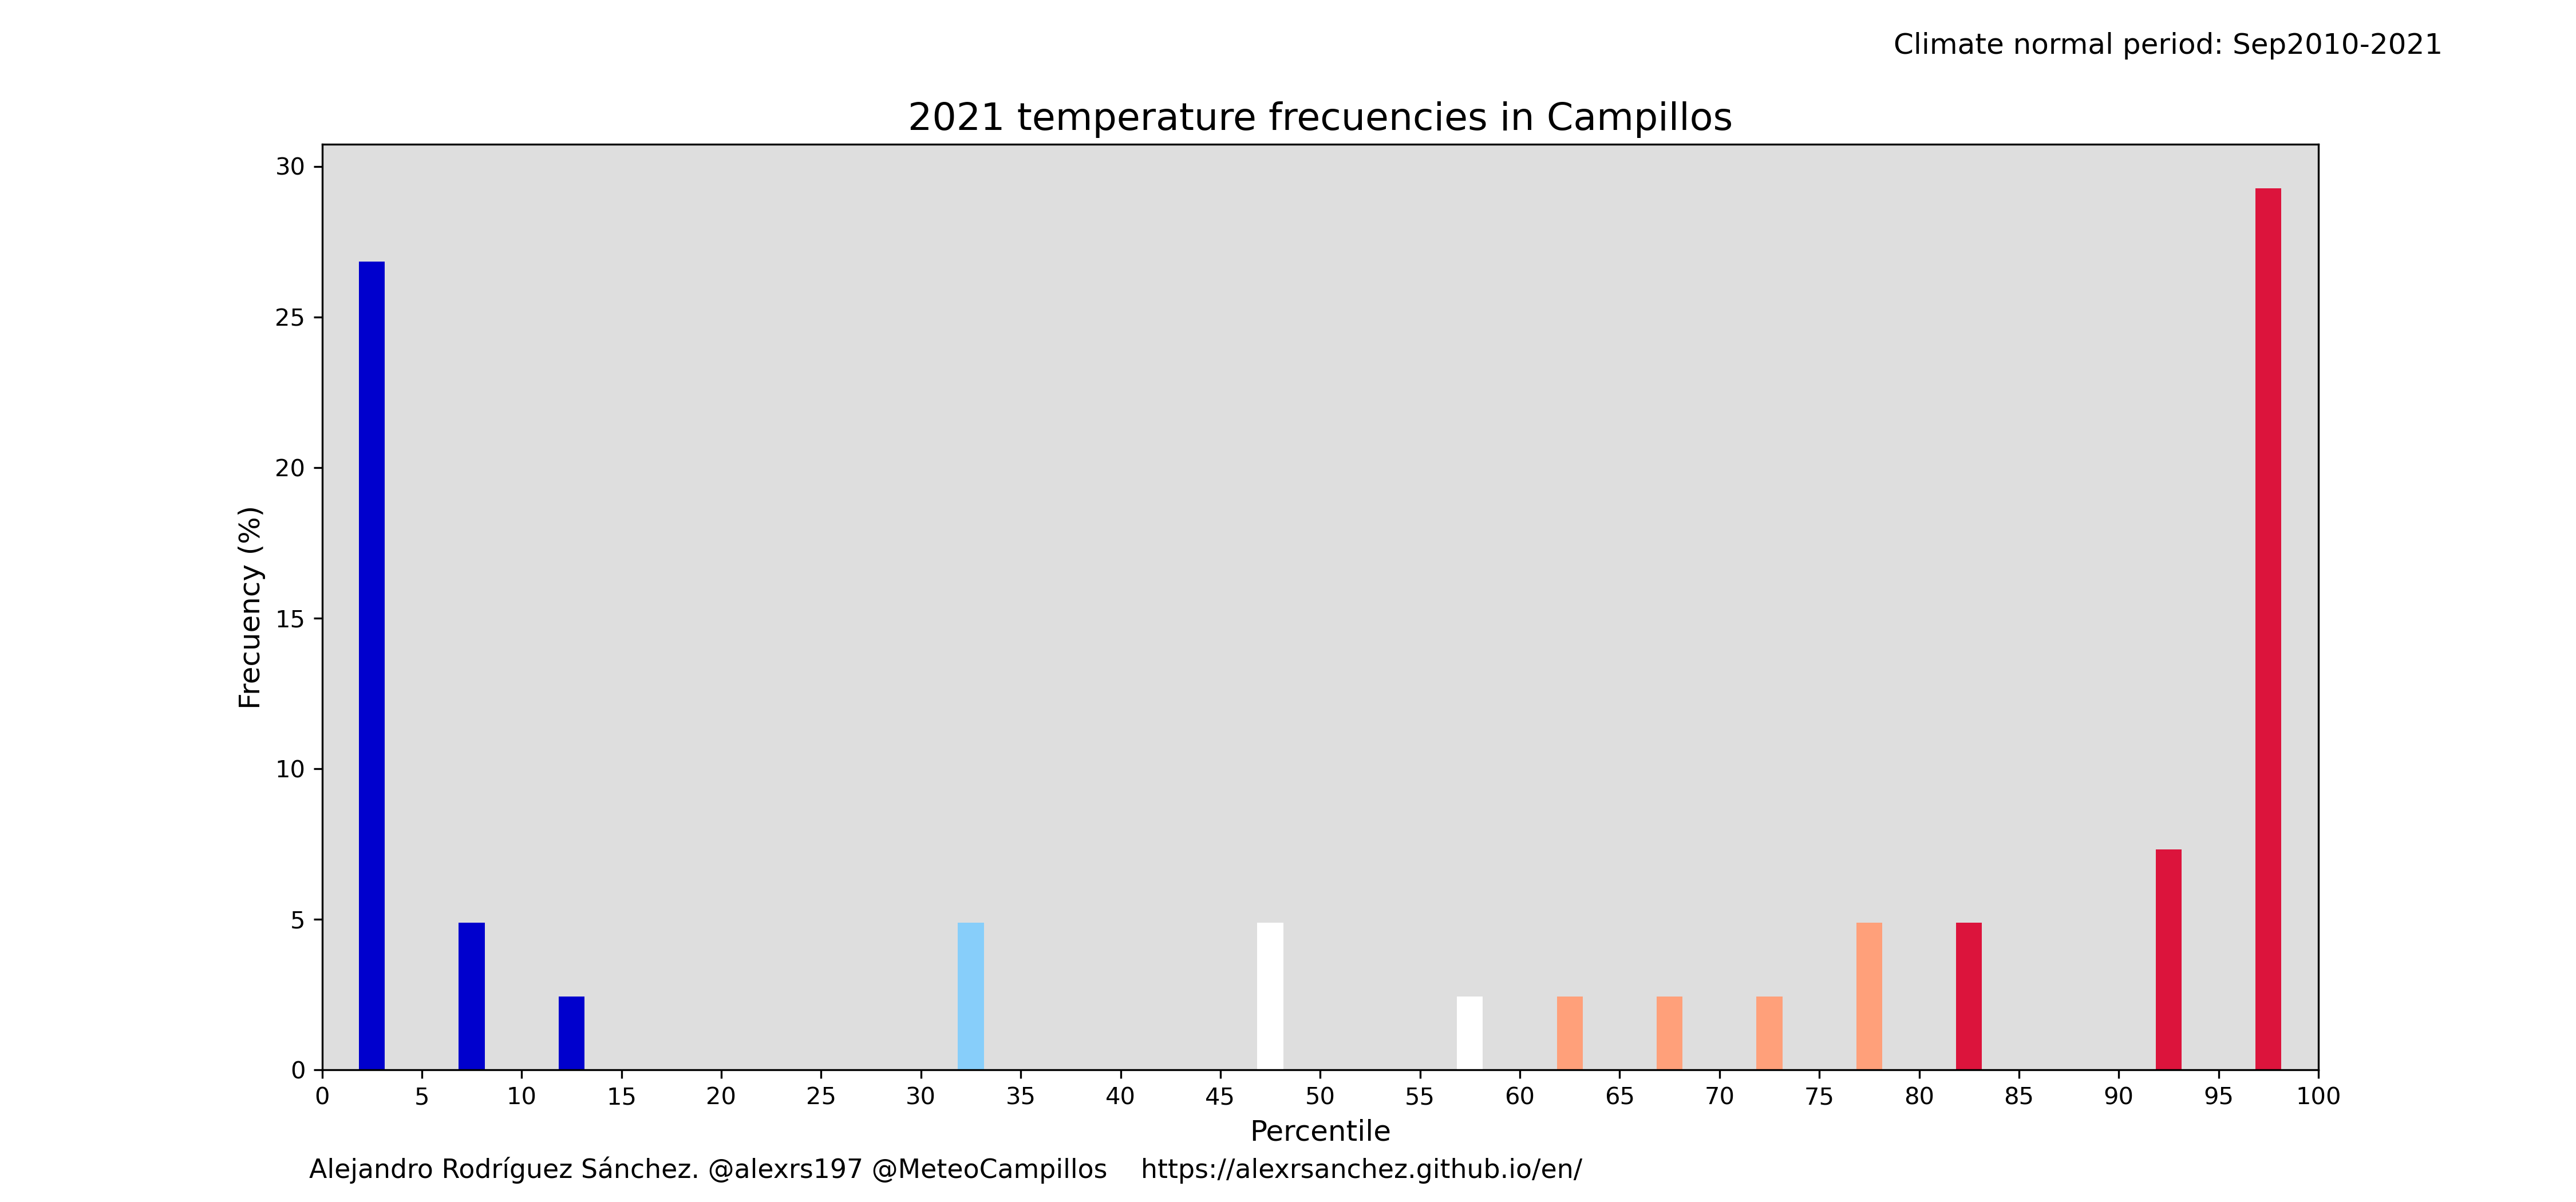 Climate normal period: Sep2010-2021
2021 temperature frecuencies in Campillos
30
25
20
15
10
5
0
Frecuency (%)
0 5 10 15 20 25 30 35 40 45 50 55 60 65 70 75 80 85 90 95 100
Percentile
Alejandro Rodríguez Sánchez. @alexrs197 @MeteoCampillos https://alexrsanchez.github.io/en/